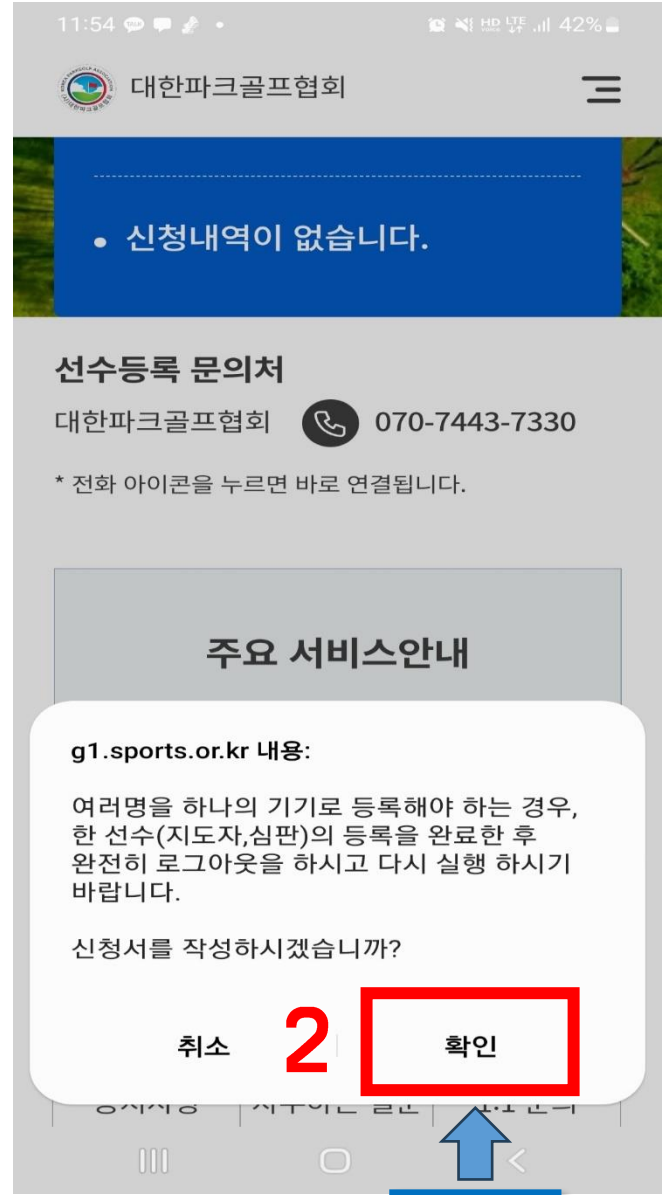 11:54
HD LTE 42%
대한파크골프협회
• 신청내역이 없습니다.
선수등록 문의처
대한파크골프협회 070-7443-7330
* 전화 아이콘을 누르면 바로 연결됩니다.
주요 서비스안내
g1.sports.or.kr 내용:
여러명을 하나의 기기로 등록해야 하는 경우,
한 선수(지도자,심판)의 등록을 완료한 후
완전히 로그아웃을 하시고 다시 실행 하시기
바랍니다.
신청서를 작성하시겠습니까?
취소 2 확인